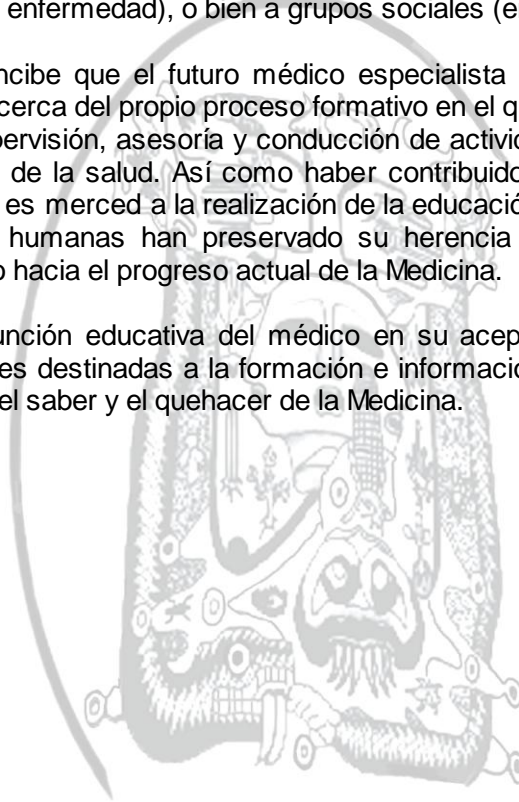 enfermedad), o bien a grupos sociales (e
ncibe que el futuro médico especialista
cerca del propio proceso formativo en el q
pervisión, asesoría y conducción de activid
de la salud. Así como haber contribuido
es merced a la realización de la educació
humanas han preservado su herencia
o hacia el progreso actual de la Medicina.
unción educativa del médico en su acep
es destinadas a la formación e informació
el saber y el quehacer de la Medicina.